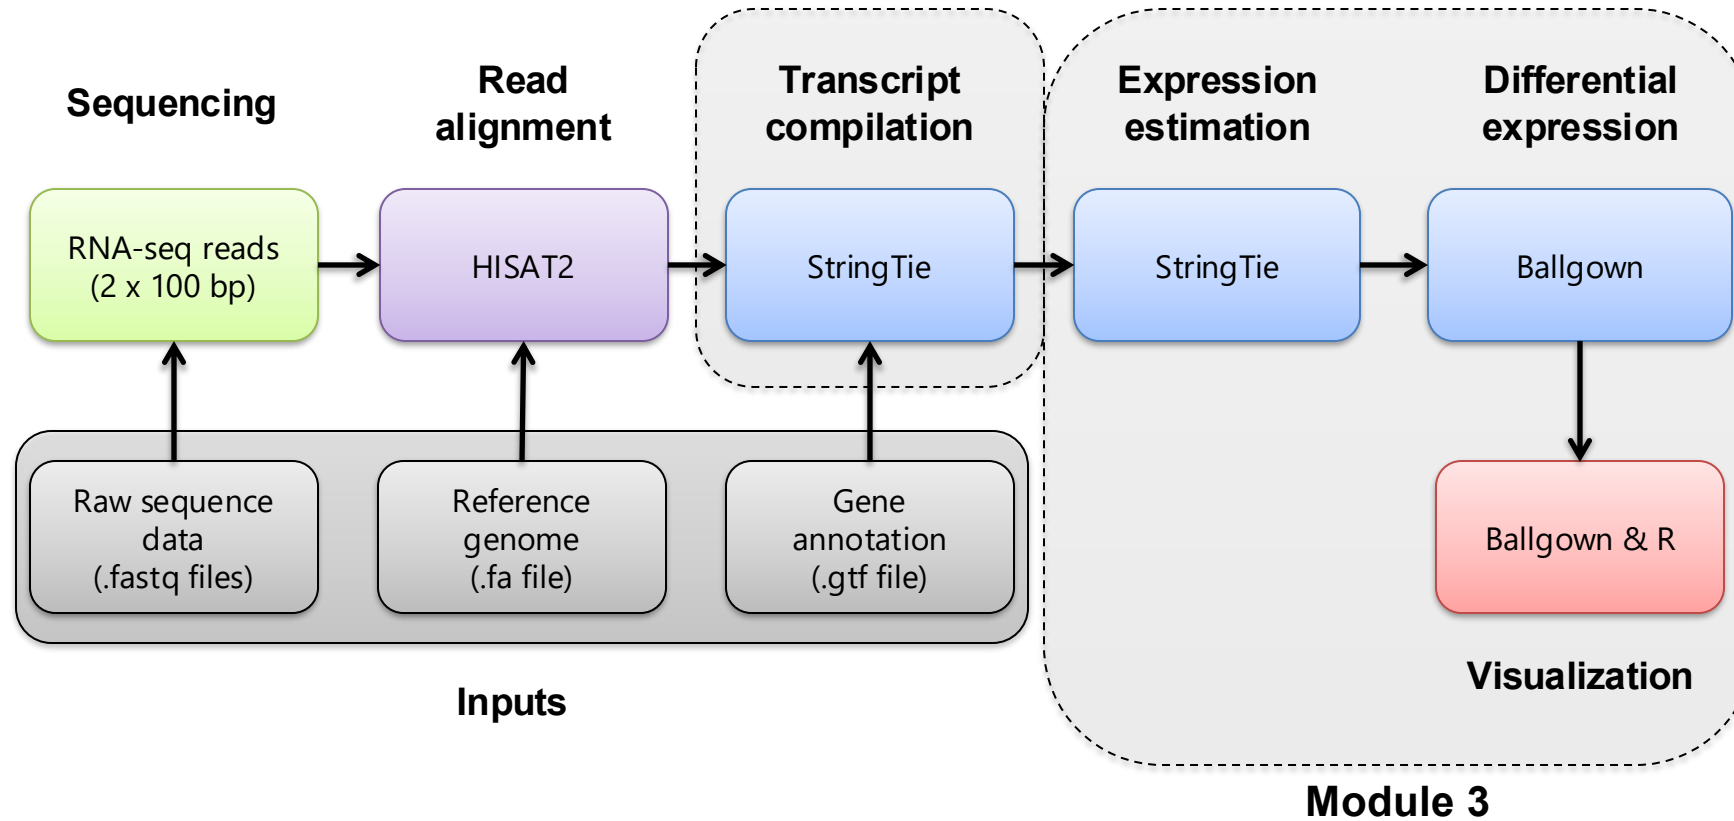 Sequencing
Read
alignment
Transcript
compilation
Expression
estimation
Differential
expression
RNA-seq reads
(2 x 100 bp)
HISAT2
StringTie
StringTie
Ballgown
Raw sequence
data
(.fastq files)
Reference
genome
(.fa file)
Gene
annotation
(.gtf file)
Ballgown & R
Inputs
Visualization
Module 3